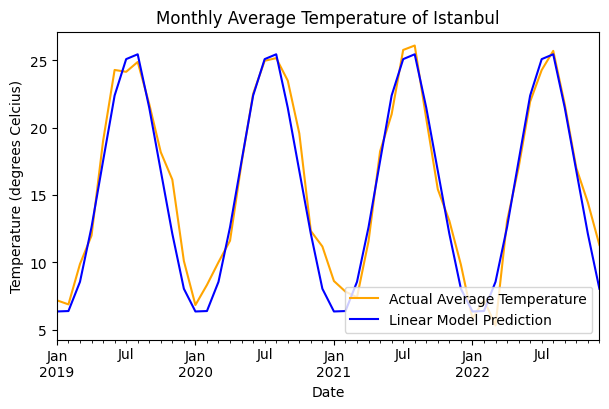 Monthly Average Temperature of Istanbul
Temperature (degrees Celcius)
25
20
15
10
5
Actual Average Temperature
Linear Model Prediction
Jan Jul Jan Jul Jan Jul Jan Jul
2019 2020 2021 2022
Date